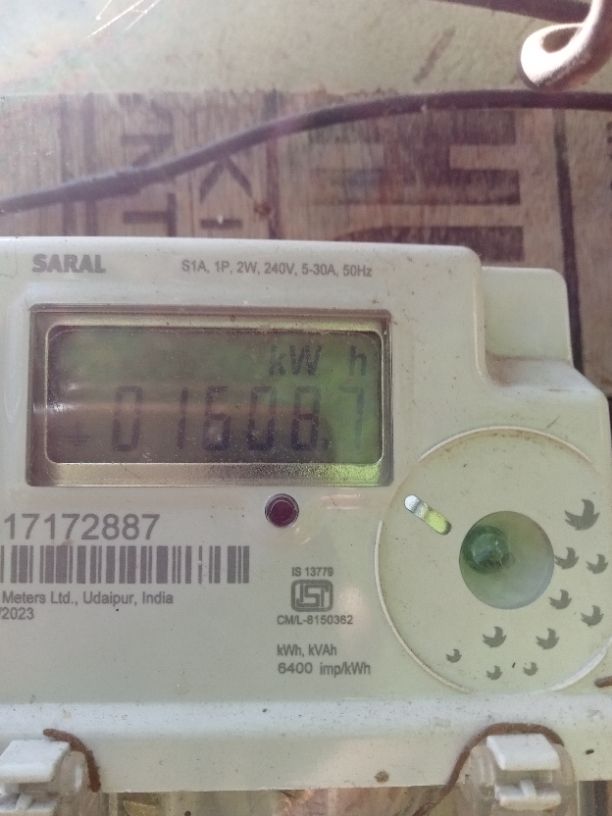 SARAL
S1A, 1P, 2W, 240V, 5-30A, 50Hz
kW h
01608.7
17172887
Meters Ltd., Udaipur, India
/2023
IS 13779
CM/L-8150362
kWh, kVAh
6400 imp/kWh